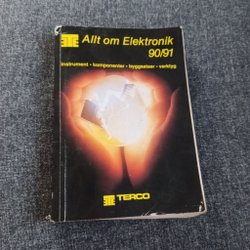 Allt om Elektronik
90/91
instrument • komponenter • byggsatser • verktyg
TERCO